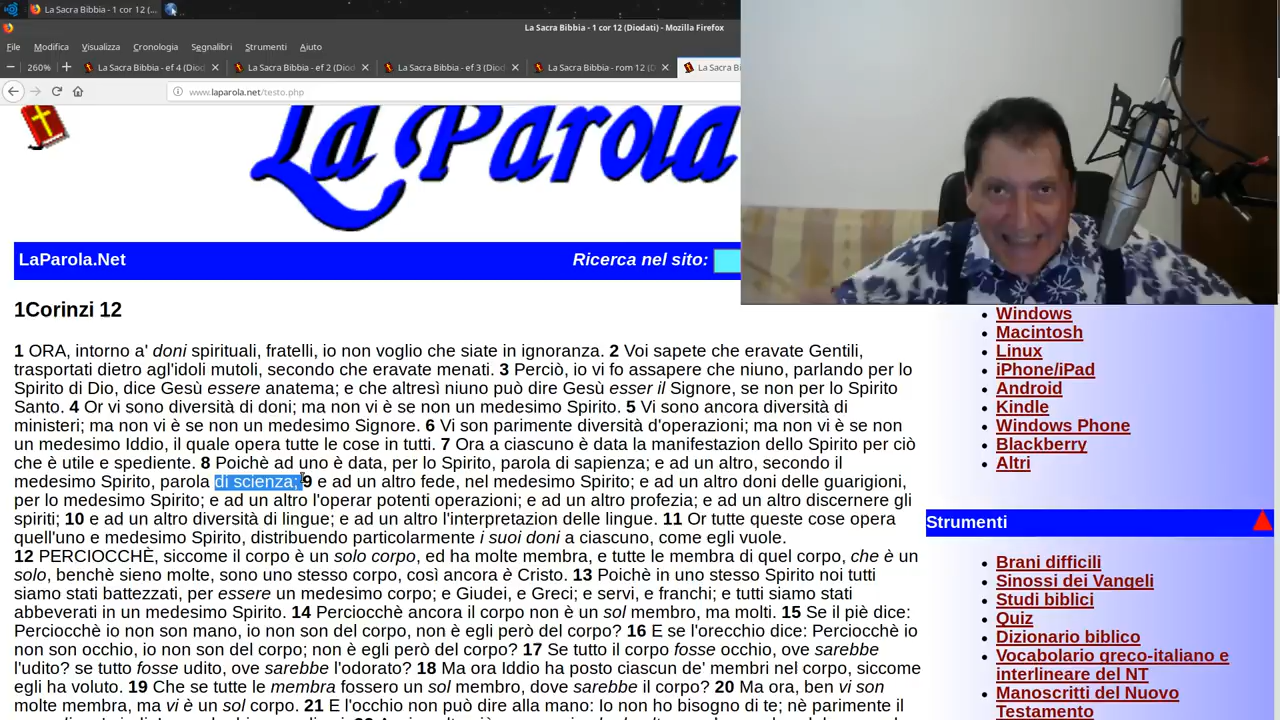 La Sacra Bibbia - 1 cor 12 (...
La Sacra Bibbia - 1 cor 12 (Diodati) - Mozilla Firefox
File Modifica Visualizza Cronologia Segnalibri Strumenti Aiuto
260% La Sacra Bibbia - ef 4 (Diod La Sacra Bibbia - ef 2 (Diod La Sacra Bibbia - ef 3 (Diod La Sacra Bibbia - rom 12 (D La Sacra Bi
www.laparola.net/testo.php
La Parola
LaParola.Net Ricerca nel sito:
1Corinzi 12
1 ORA, intorno a' doni spirituali, fratelli, io non voglio che siate in ignoranza. 2 Voi sapete che eravate Gentili,
trasportati dietro agl'idoli mutoli, secondo che eravate menati. 3 Perciò, io vi fo assapere che niuno, parlando per lo
Spirito di Dio, dice Gesù essere anatema; e che altresì niuno può dire Gesù esser il Signore, se non per lo Spirito
Santo. 4 Or vi sono diversità di doni; ma non vi è se non un medesimo Spirito. 5 Vi sono ancora diversità di
ministeri; ma non vi è se non un medesimo Signore. 6 Vi son parimente diversità d'operazioni; ma non vi è se non
un medesimo Iddio, il quale opera tutte le cose in tutti. 7 Ora a ciascuno è data la manifestazione dello Spirito per ciò
che è utile e spediente. 8 Poichè ad uno è data, per lo Spirito, parola di sapienza; e ad un altro, secondo il
medesimo Spirito, parola di scienza; 9 e ad un altro fede, nel medesimo Spirito; e ad un altro doni delle guarigioni,
per lo medesimo Spirito; e ad un altro l'operar potenti operazioni; e ad un altro profezia; e ad un altro discernere gli
spiriti; 10 e ad un altro diversità di lingue; e ad un altro l'interpretazion delle lingue. 11 Or tutte queste cose opera
quell'uno e medesimo Spirito, distribuendo particolarmente i suoi doni a ciascuno, come egli vuole.
12 PERCIOCCHÈ, siccome il corpo è un solo corpo, ed ha molte membra, e tutte le membra di quel corpo, che è un
solo, benchè sieno molte, sono uno stesso corpo, così ancora è Cristo. 13 Poichè in uno stesso Spirito noi tutti
siamo stati battezzati, per essere un medesimo corpo; e Giudei, e Greci; e servi, e franchi; e tutti siamo stati
abbeverati in un medesimo Spirito. 14 Perciocchè ancora il corpo non è un sol membro, ma molti. 15 Se il piè dice:
Perciocchè io non son mano, io non son del corpo, non è egli però del corpo? 16 E se l'orecchio dice: Perciocchè io
non son occhio, io non son del corpo; non è egli però del corpo? 17 Se tutto il corpo fosse occhio, ove sarebbe
l'udito? se tutto fosse udito, ove sarebbe l'odorato? 18 Ma ora Iddio ha posto ciascun de' membri nel corpo, siccome
egli ha voluto. 19 Che se tutte le membra fossero un sol membro, dove sarebbe il corpo? 20 Ma ora, ben vi son
molte membra, ma vi è un sol corpo. 21 E l'occhio non può dire alla mano: Io non ho bisogno di te; nè parimente il
Windows
Macintosh
Linux
iPhone/iPad
Android
Kindle
Windows Phone
Blackberry
Altri
Strumenti
Brani difficili
Sinossi dei Vangeli
Studi biblici
Quiz
Dizionario biblico
Vocabolario greco-italiano e
interlineare del NT
Manoscritti del Nuovo
Testamento